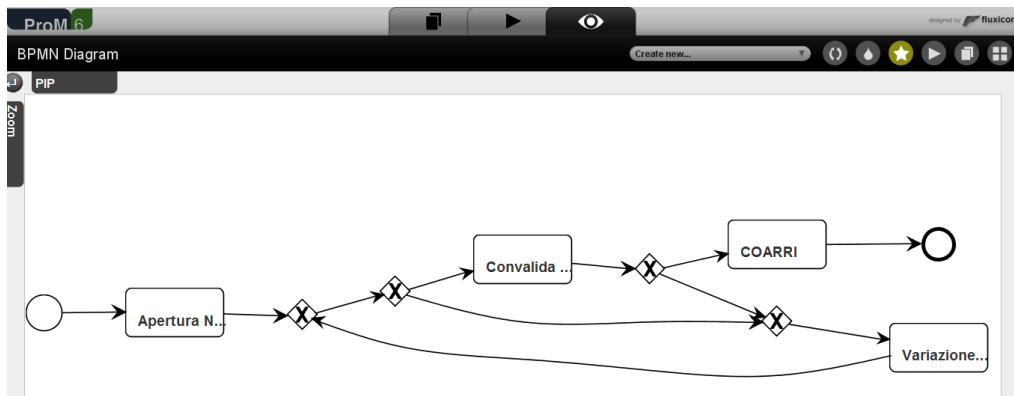 ProM 6
designed by fluxicon
BPMN Diagram
Create new...
PIP
Zoom
COARRI
Convalida ...
X
X
X
Apertura N...
X
X
Variazione...